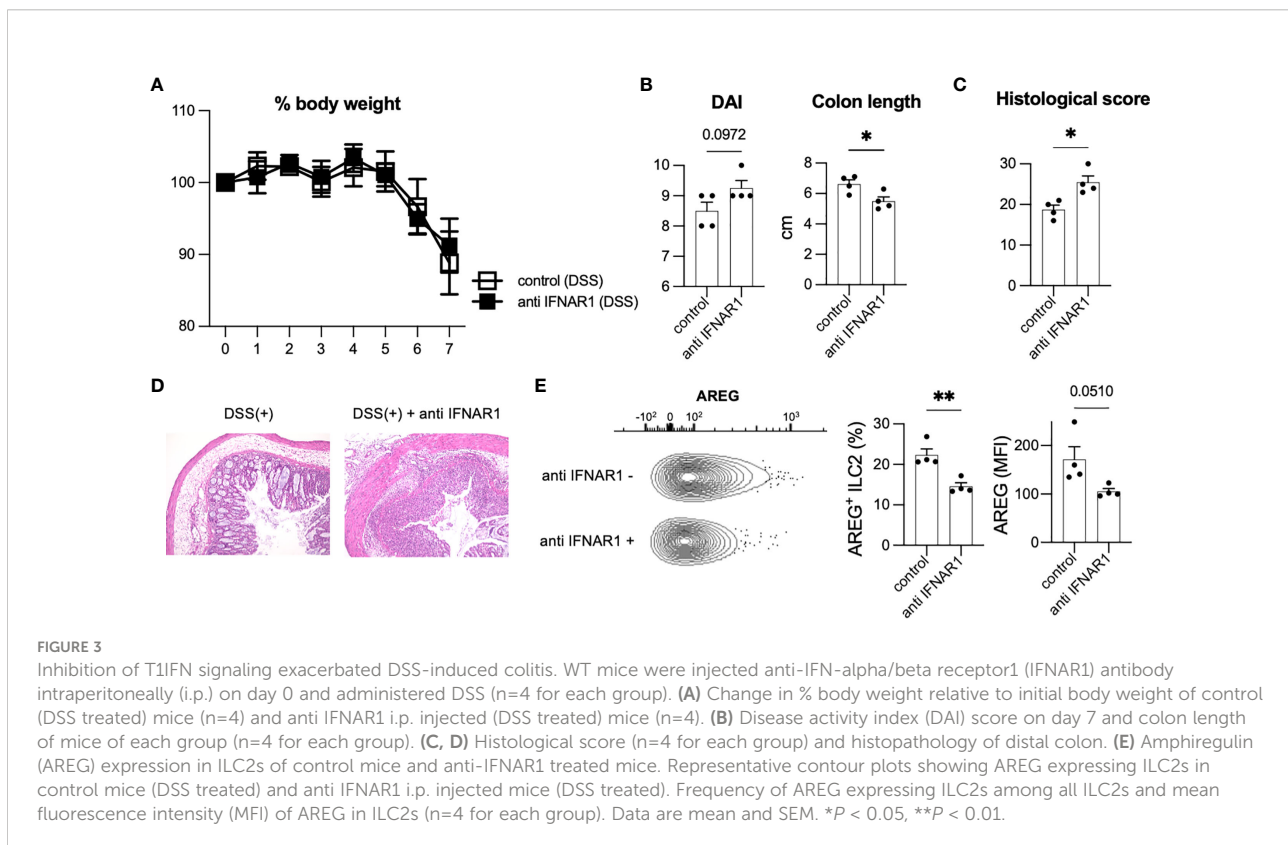 A
% body weight
110
100
90
80
0 1 2 3 4 5 6 7
control (DSS)
anti IFNAR1 (DSS)
B
DAI
0.0972
10
9
8
7
6
control
anti IFNAR1
Colon length
*
cm
8
6
4
2
0
control
anti IFNAR1
C
Histological score
*
30
20
10
0
control
anti IFNAR1
D
DSS(+)
DSS(+) + anti IFNAR1
E
AREG
-10² 0 10² 10³
anti IFNAR1 -
anti IFNAR1 +
**
AREG⁺ ILC2 (%)
30
20
10
0
control
anti IFNAR1
0.0510
AREG (MFI)
200
100
0
control
anti IFNAR1
FIGURE 3
Inhibition of T1IFN signaling exacerbated DSS-induced colitis. WT mice were injected anti-IFN-alpha/beta receptor1 (IFNAR1) antibody
intraperitoneally (i.p.) on day 0 and administered DSS (n=4 for each group). (A) Change in % body weight relative to initial body weight of control
(DSS treated) mice (n=4) and anti IFNAR1 i.p. injected (DSS treated) mice (n=4). (B) Disease activity index (DAI) score on day 7 and colon length
of mice of each group (n=4 for each group). (C, D) Histological score (n=4 for each group) and histopathology of distal colon. (E) Amphiregulin
(AREG) expression in ILC2s of control mice and anti-IFNAR1 treated mice. Representative contour plots showing AREG expressing ILC2s in
control mice (DSS treated) and anti IFNAR1 i.p. injected mice (DSS treated). Frequency of AREG expressing ILC2s among all ILC2s and mean
fluorescence intensity (MFI) of AREG in ILC2s (n=4 for each group). Data are mean and SEM. *P < 0.05, **P < 0.01.